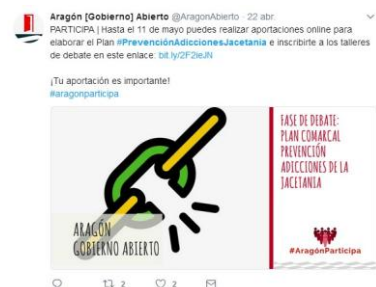 Aragón [Gobierno] Abierto @AragonAbierto · 22 abr.
PARTICIPA | Hasta el 11 de mayo puedes realizar aportaciones online para
elaborar el Plan #PrevenciónAdiccionesJacetania e inscribirte a los talleres
de debate en este enlace: bit.ly/2F2ieJN
¡Tu aportación es importante!
#aragonparticipa
ARAGÓN
GOBIERNO ABIERTO
FASE DE DEBATE:
PLAN COMARCAL
PREVENCIÓN
ADICCIONES DE LA
JACETANIA
#AragónParticipa
2 2